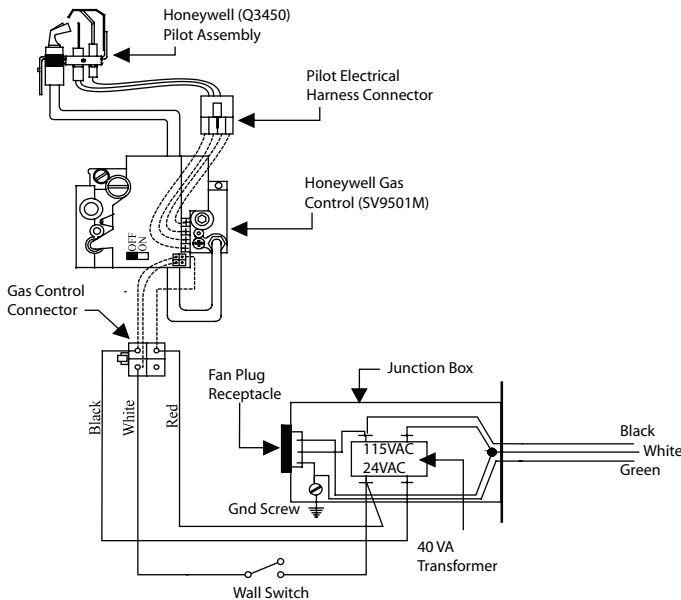 Honeywell (Q3450)
Pilot Assembly
Pilot Electrical
Harness Connector
Honeywell Gas
Control (SV9501M)
OFF
ON
Gas Control
Connector
Black
White
Red
Fan Plug
Receptacle
Junction Box
115VAC
24VAC
Black
White
Green
Gnd Screw
40 VA
Transformer
Wall Switch